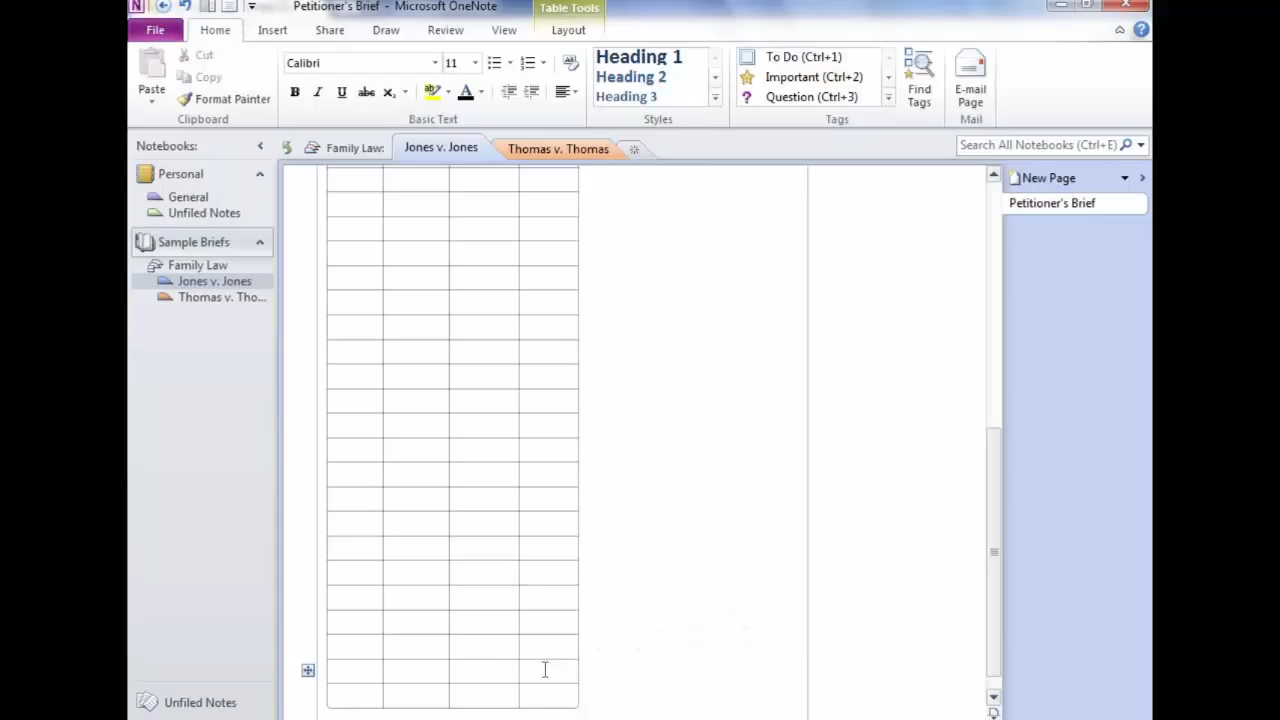 Petitioner's Brief - Microsoft OneNote
Table Tools
File Home Insert Share Draw Review View Layout
Paste
Cut
Copy
Format Painter
Clipboard
Calibri 11
B I U abc x₂ ab A
Basic Text
Heading 1
Heading 2
Heading 3
Styles
To Do (Ctrl+1)
Important (Ctrl+2)
Question (Ctrl+3)
Tags
Find
Tags
E-mail
Page
Mail
Notebooks:
Family Law: Jones v. Jones Thomas v. Thomas
Search All Notebooks (Ctrl+E)
Personal
General
Unfiled Notes
Sample Briefs
Family Law
Jones v. Jones
Thomas v. Tho...
New Page
Petitioner's Brief
Unfiled Notes